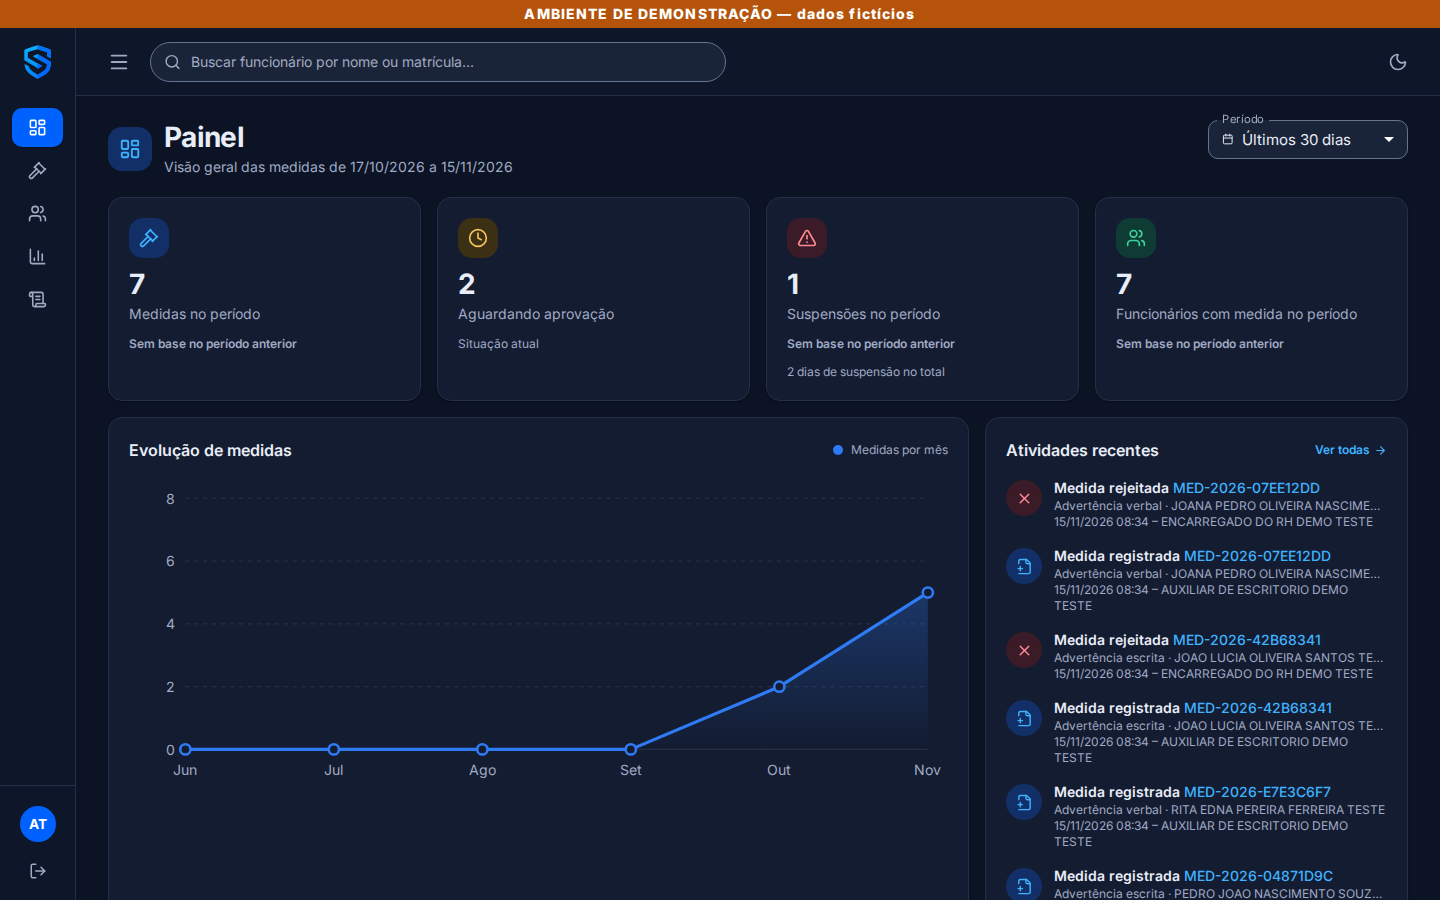 AMBIENTE DE DEMONSTRAÇÃO — dados fictícios
Buscar funcionário por nome ou matrícula...
Painel
Visão geral das medidas de 17/10/2026 a 15/11/2026
Período
Últimos 30 dias
7
Medidas no período
Sem base no período anterior
2
Aguardando aprovação
Situação atual
1
Suspensões no período
Sem base no período anterior
2 dias de suspensão no total
7
Funcionários com medida no período
Sem base no período anterior
Evolução de medidas
Medidas por mês
8
6
4
2
0
Jun Jul Ago Set Out Nov
Atividades recentes
Ver todas
Medida rejeitada MED-2026-07EE12DD
Advertência verbal · JOANA PEDRO OLIVEIRA NASCIME...
15/11/2026 08:34 – ENCARREGADO DO RH DEMO TESTE
Medida registrada MED-2026-07EE12DD
Advertência verbal · JOANA PEDRO OLIVEIRA NASCIME...
15/11/2026 08:34 – AUXILIAR DE ESCRITORIO DEMO
TESTE
Medida rejeitada MED-2026-42B68341
Advertência escrita · JOAO LUCIA OLIVEIRA SANTOS TE...
15/11/2026 08:34 – ENCARREGADO DO RH DEMO TESTE
Medida registrada MED-2026-42B68341
Advertência escrita · JOAO LUCIA OLIVEIRA SANTOS TE...
15/11/2026 08:34 – AUXILIAR DE ESCRITORIO DEMO
TESTE
Medida registrada MED-2026-E7E3C6F7
Advertência verbal · RITA EDNA PEREIRA FERREIRA TESTE
15/11/2026 08:34 – AUXILIAR DE ESCRITORIO DEMO
TESTE
Medida registrada MED-2026-04871D9C
Advertência escrita · PEDRO JOAO NASCIMENTO SOUZ...
AT